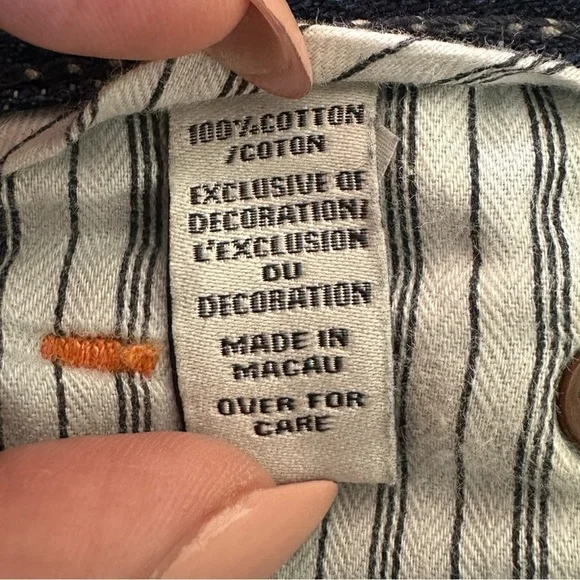 100% COTTON
/COTON
EXCLUSIVE OF
DECORATION/
L'EXCLUSION
DU
DECORATION
MADE IN
MACAU
OVER FOR
CARE